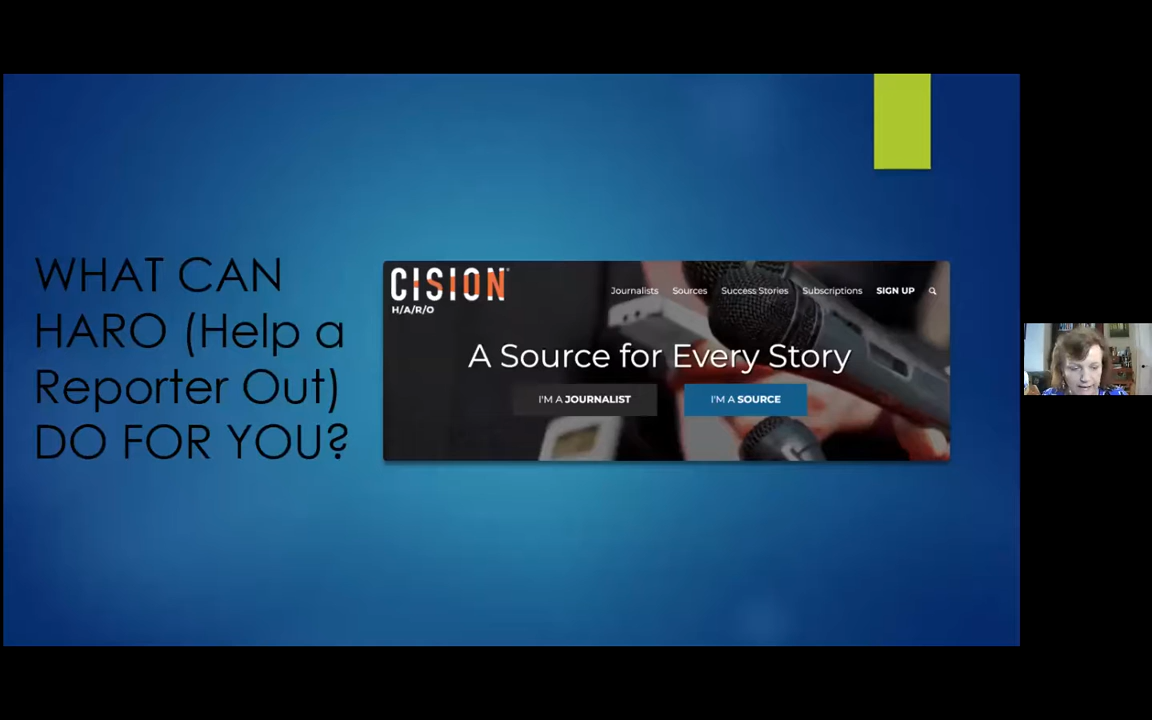 WHAT CAN
HARO (Help a
Reporter Out)
DO FOR YOU?
CISION®
H/A/R/O
Journalists Sources Success Stories Subscriptions SIGN UP
A Source for Every Story
I'M A JOURNALIST I'M A SOURCE